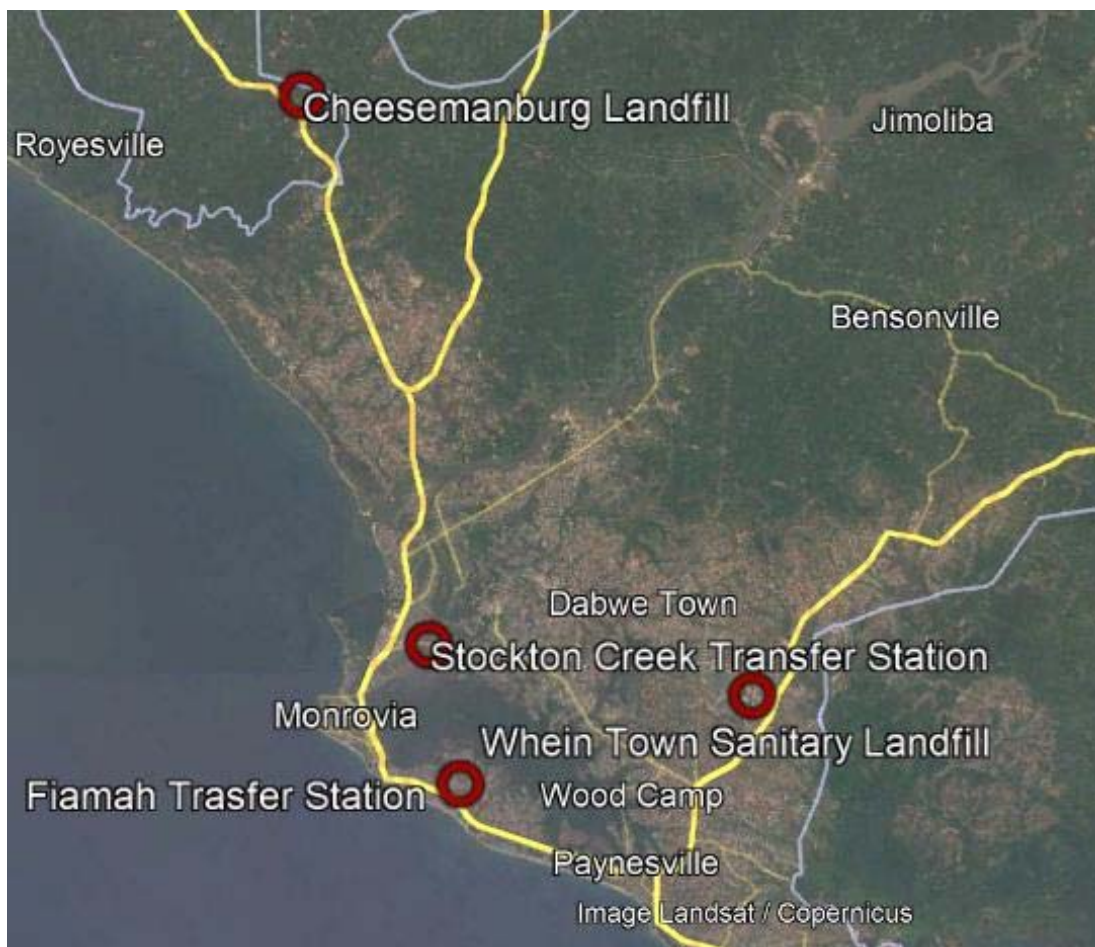 Cheesemanburg Landfill
Royesville
Jimoliba
Bensonville
Dabwe Town
Stockton Creek Transfer Station
Monrovia
Whein Town Sanitary Landfill
Fiamah Trasfer Station
Wood Camp
Paynesville
Image Landsat / Copernicus